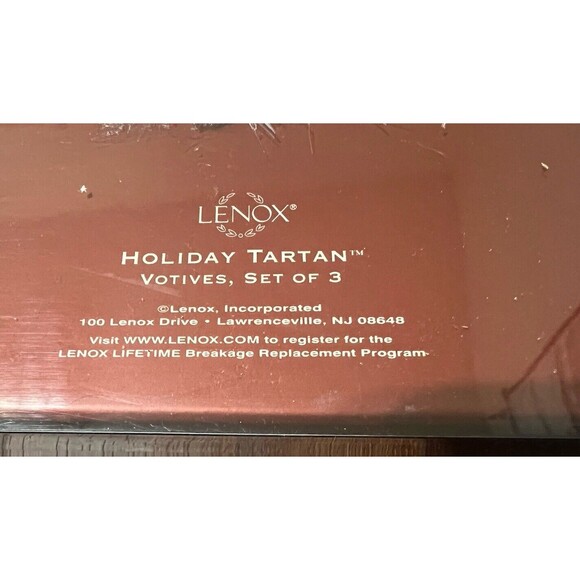 LENOX®
HOLIDAY TARTAN™
VOTIVES, SET OF 3
©Lenox, Incorporated
100 Lenox Drive • Lawrenceville, NJ 08648
Visit WWW.LENOX.COM to register for the
LENOX LIFETIME Breakage Replacement Program